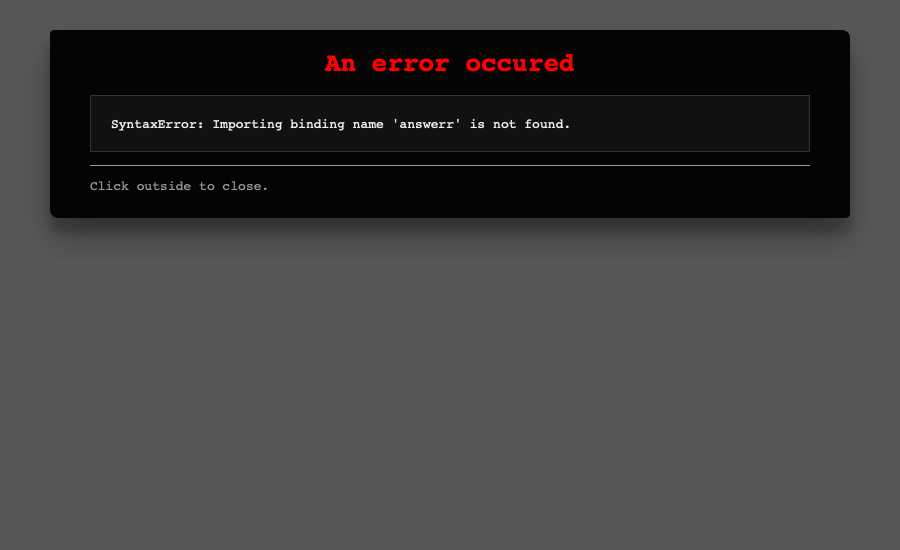 An error occured
SyntaxError: Importing binding name 'answerr' is not found.
Click outside to close.